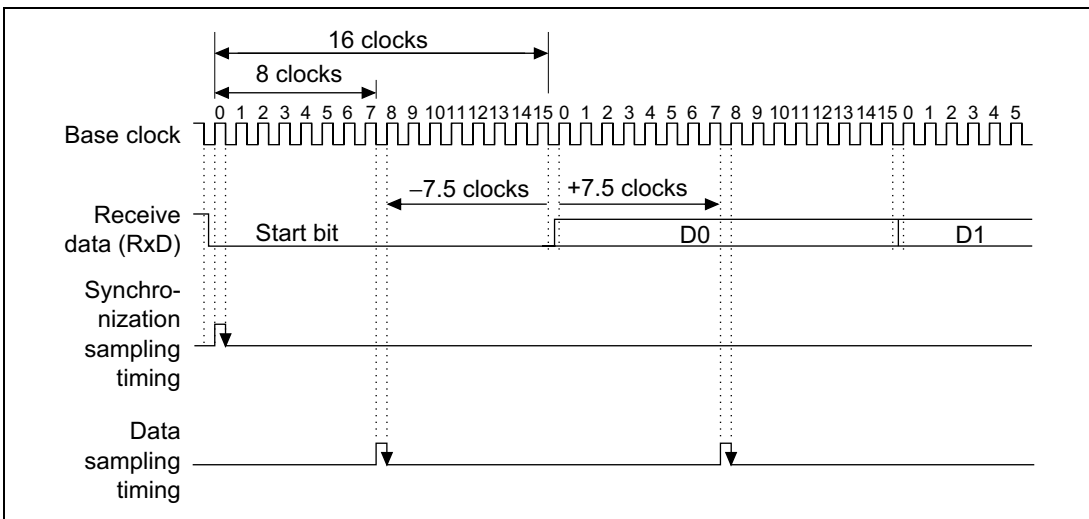 16 clocks
8 clocks
0 1 2 3 4 5 6 7 8 9 10 11 12 13 14 15 0 1 2 3 4 5 6 7 8 9 10 11 12 13 14 15 0 1 2 3 4 5
Base clock
–7.5 clocks +7.5 clocks
Receive
data (RxD)
Start bit D0 D1
Synchro-
nization
sampling
timing
Data
sampling
timing